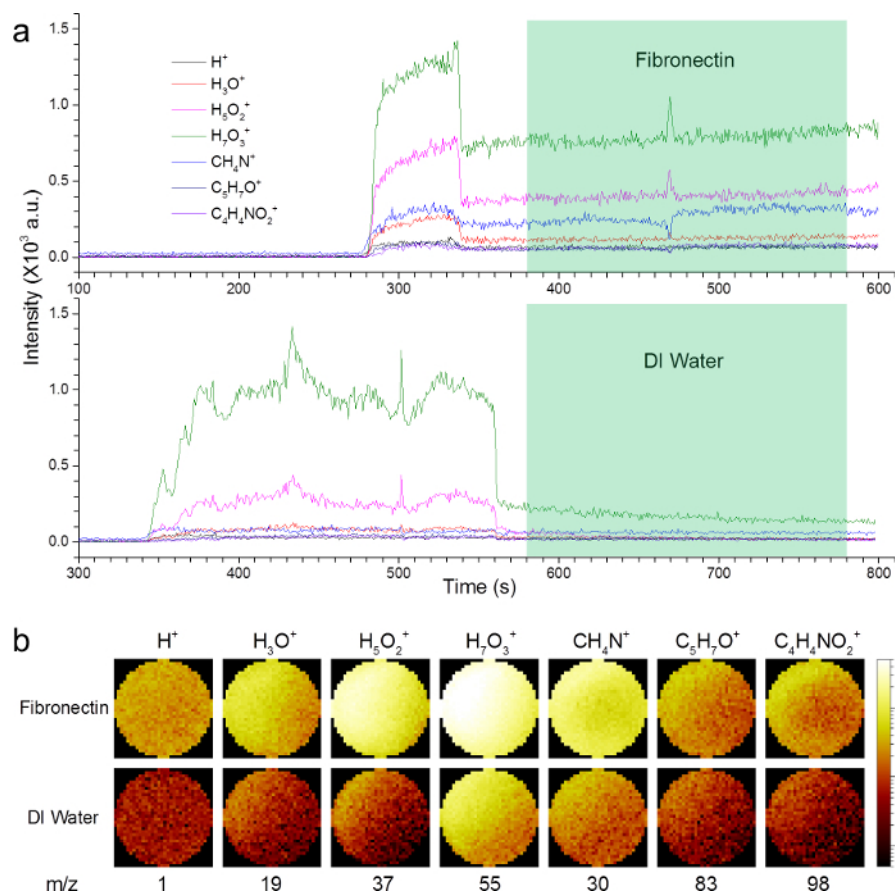 a
Intensity (X10³ a.u.)
1.5
1.0
0.5
0.0
H⁺
H₃O⁺
H₅O₂⁺
H₇O₃⁺
CH₄N⁺
C₅H₇O⁺
C₄H₄NO₂⁺
Fibronectin
100 200 300 400 500 600
1.5
1.0
0.5
0.0
DI Water
300 400 500 600 700 800
Time (s)
b
H⁺ H₃O⁺ H₅O₂⁺ H₇O₃⁺ CH₄N⁺ C₅H₇O⁺ C₄H₄NO₂⁺
Fibronectin
DI Water
m/z 1 19 37 55 30 83 98